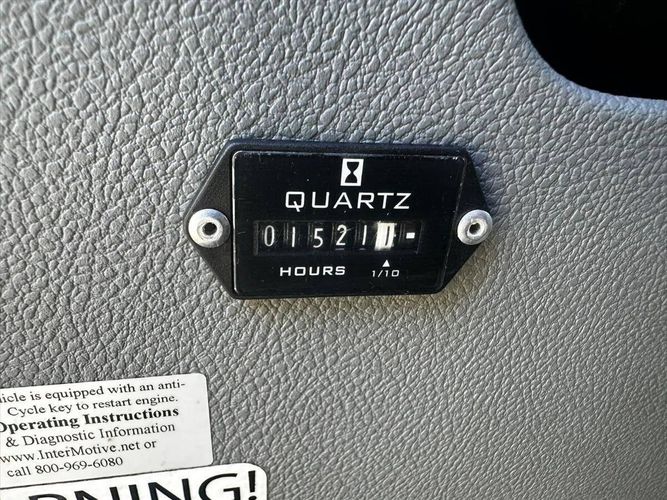 QUARTZ
01521
HOURS 1/10
hicle is equipped with an anti-
Cycle key to restart engine.
Operating Instructions
& Diagnostic Information
www.InterMotive.net or
call 800-969-6080
RNING!